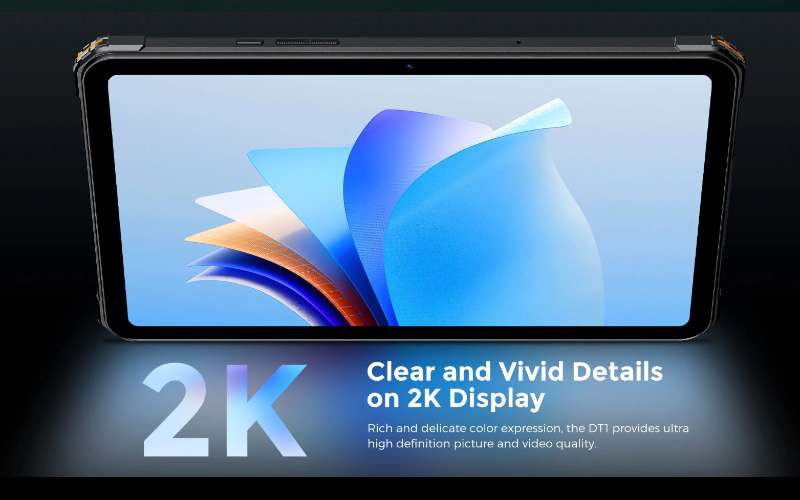 2K
Clear and Vivid Details
on 2K Display
Rich and delicate color expression, the DT1 provides ultra
high definition picture and video quality.